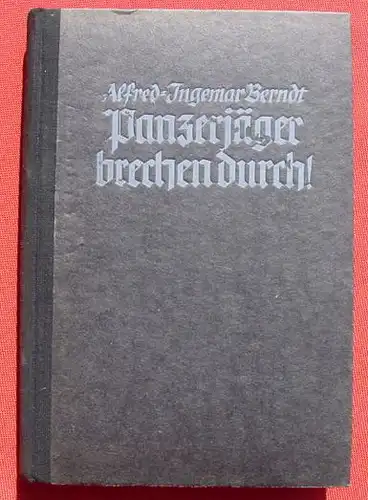 Alfred-Ingemar Berndt
Panzerjäger
brechen durch!